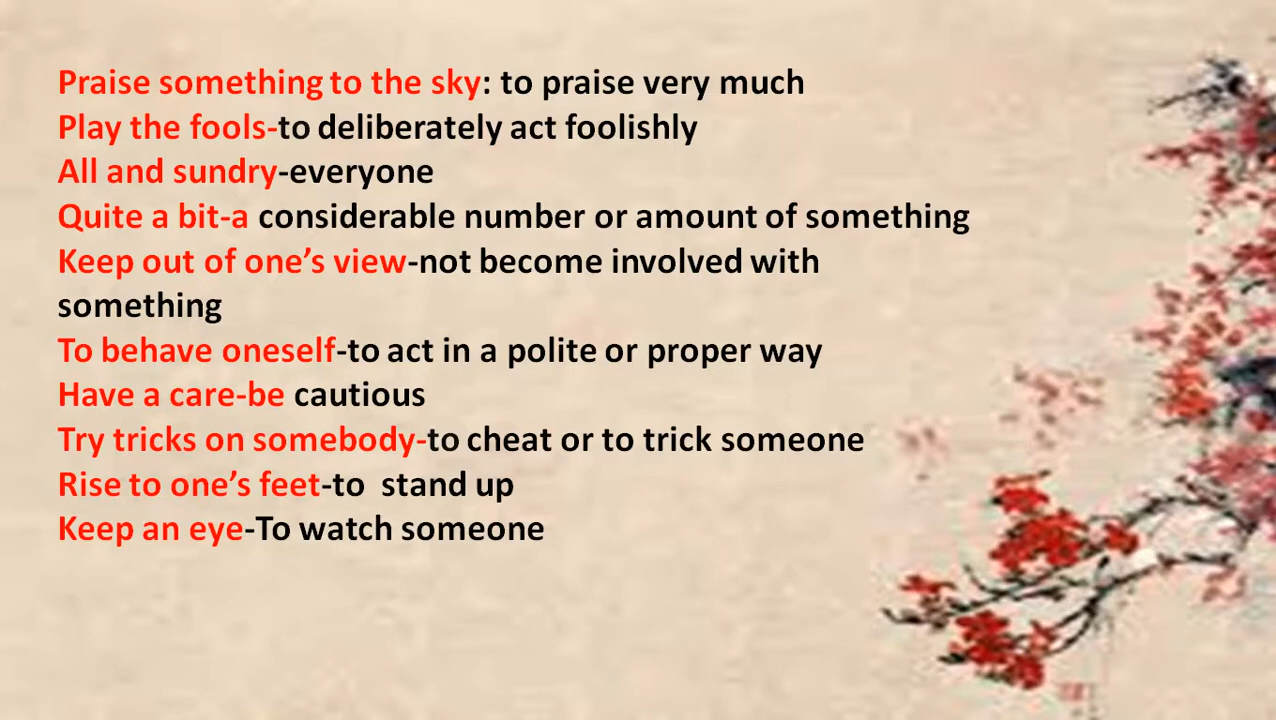 Praise something to the sky: to praise very much
Play the fools-to deliberately act foolishly
All and sundry-everyone
Quite a bit-a considerable number or amount of something
Keep out of one’s view-not become involved with
something
To behave oneself-to act in a polite or proper way
Have a care-be cautious
Try tricks on somebody-to cheat or to trick someone
Rise to one’s feet-to  stand up
Keep an eye-To watch someone